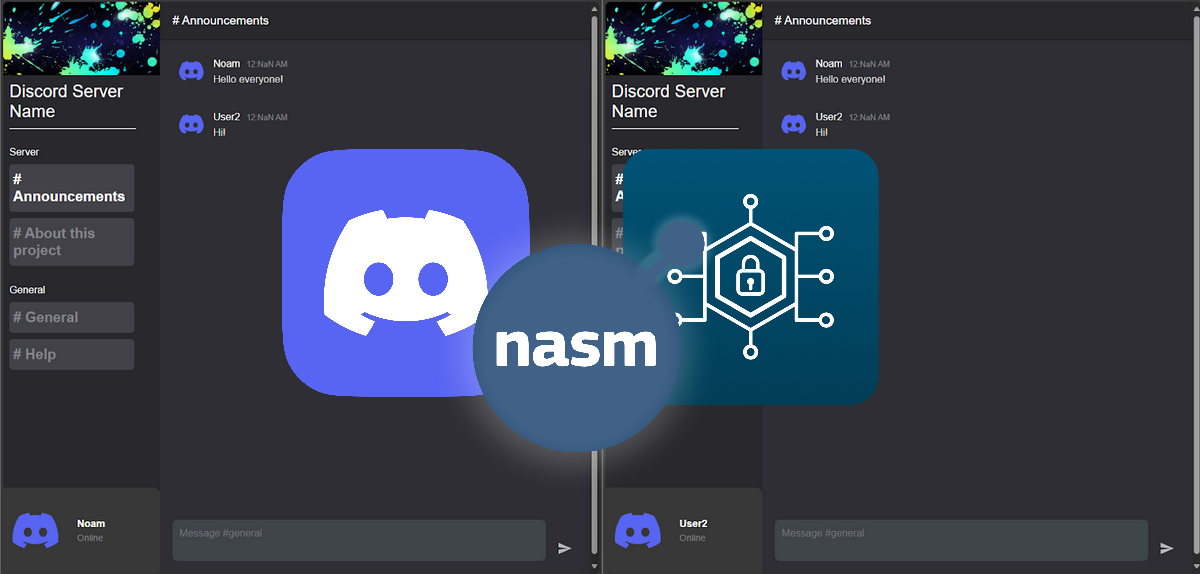 # Announcements
Noam 12:NaN AM
Hello everyone!
User2 12:NaN AM
Hi!
Discord Server
Name
Server
#
Announcements
# About this
project
General
# General
# Help
Noam
Online
Message #general
# Announcements
Noam 12:NaN AM
Hello everyone!
User2 12:NaN AM
Hi!
Discord Server
Name
Server
#
A
#
User2
Online
Message #general
nasm